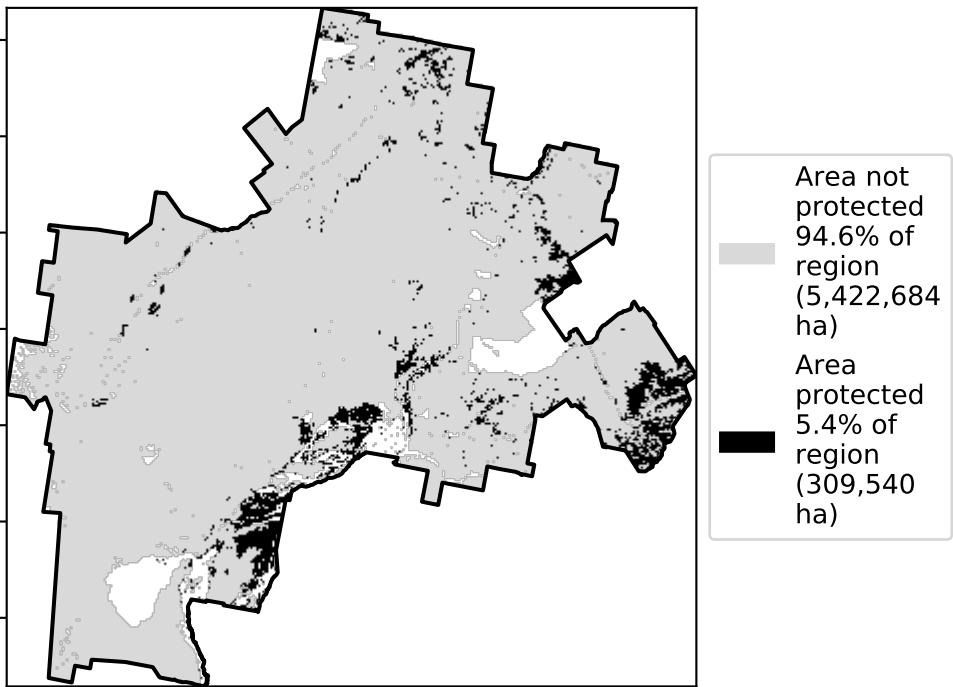 Area not
protected
94.6% of
region
(5,422,684
ha)
Area
protected
5.4% of
region
(309,540
ha)